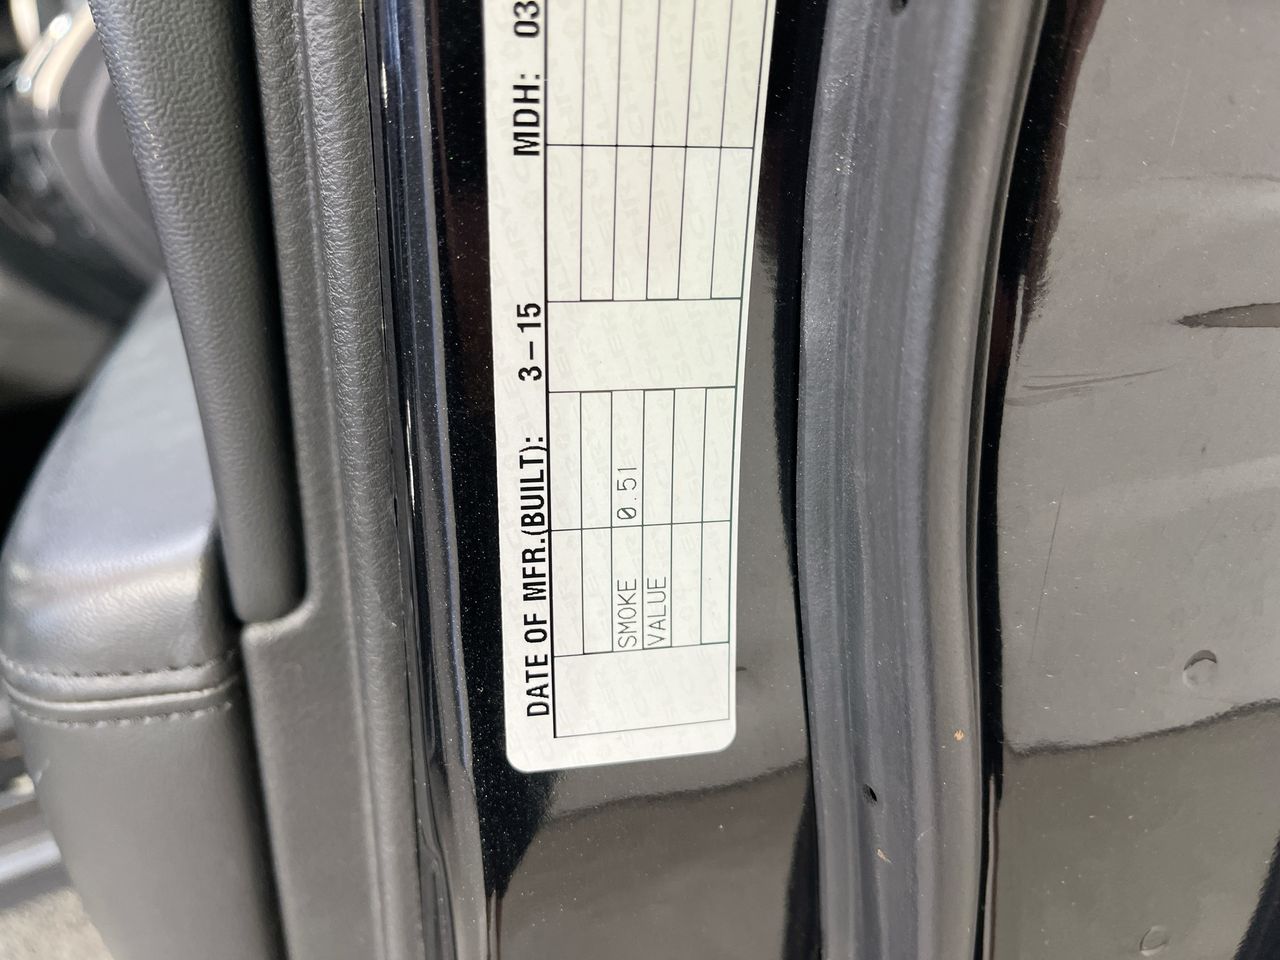 DATE OF MFR.(BUILT): 3-15 MDH: 03
SMOKE 0.51
VALUE